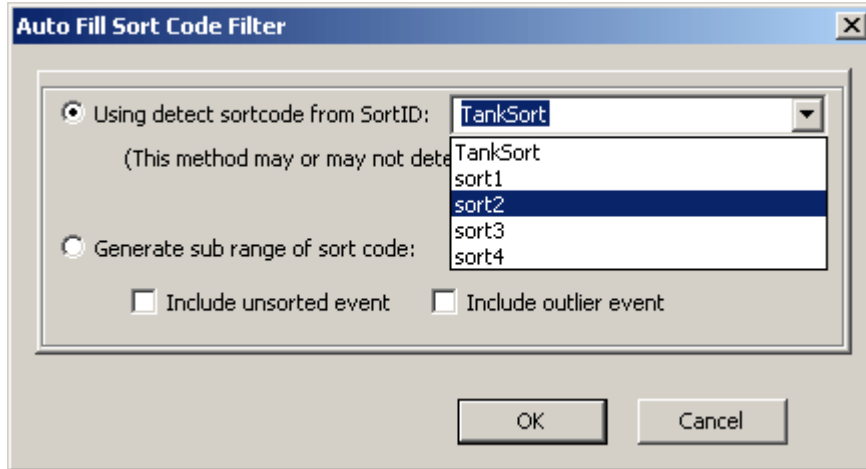 Auto Fill Sort Code Filter
Using detect sortcode from SortID: TankSort
(This method may or may not
TankSort
sort1
sort2
sort3
Generate sub range of sort code:
sort4
Include unsorted event Include outlier event
OK Cancel